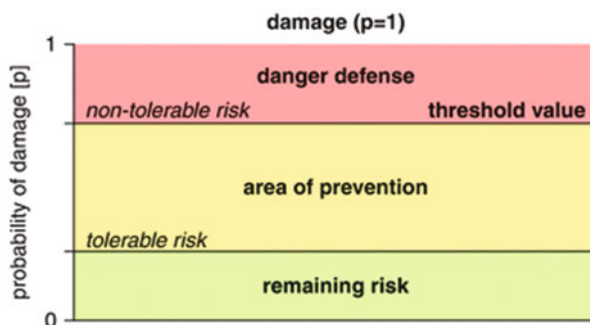 damage (p=1)
1
danger defense
non-tolerable risk threshold value
area of prevention
tolerable risk
remaining risk
0
probability of damage [p]